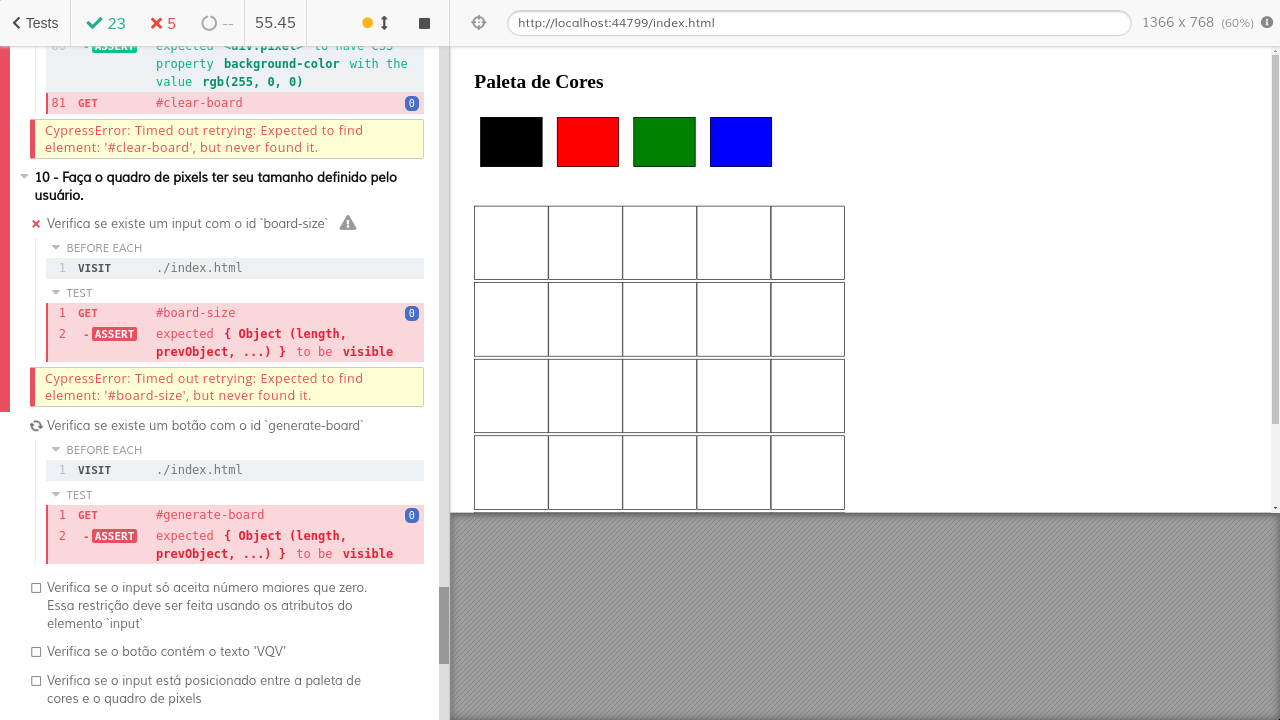 Tests 23 5 -- 55.45
http://localhost:44799/index.html 1366 x 768 (60%)
80 - ASSERT expected <div.pixel> to have CSS
property background-color with the
value rgb(255, 0, 0)
81 GET #clear-board 0
CypressError: Timed out retrying: Expected to find
element: '#clear-board', but never found it.
10 - Faça o quadro de pixels ter seu tamanho definido pelo
usuário.
Verifica se existe um input com o id `board-size`
BEFORE EACH
1 VISIT ./index.html
TEST
1 GET #board-size 0
2 - ASSERT expected { Object (length,
prevObject, ...) } to be visible
CypressError: Timed out retrying: Expected to find
element: '#board-size', but never found it.
Verifica se existe um botão com o id `generate-board`
BEFORE EACH
1 VISIT ./index.html
TEST
1 GET #generate-board 0
2 - ASSERT expected { Object (length,
prevObject, ...) } to be visible
Verifica se o input só aceita número maiores que zero.
Essa restrição deve ser feita usando os atributos do
elemento `input`
Verifica se o botão contém o texto 'VQV'
Verifica se o input está posicionado entre a paleta de
cores e o quadro de pixels
Paleta de Cores